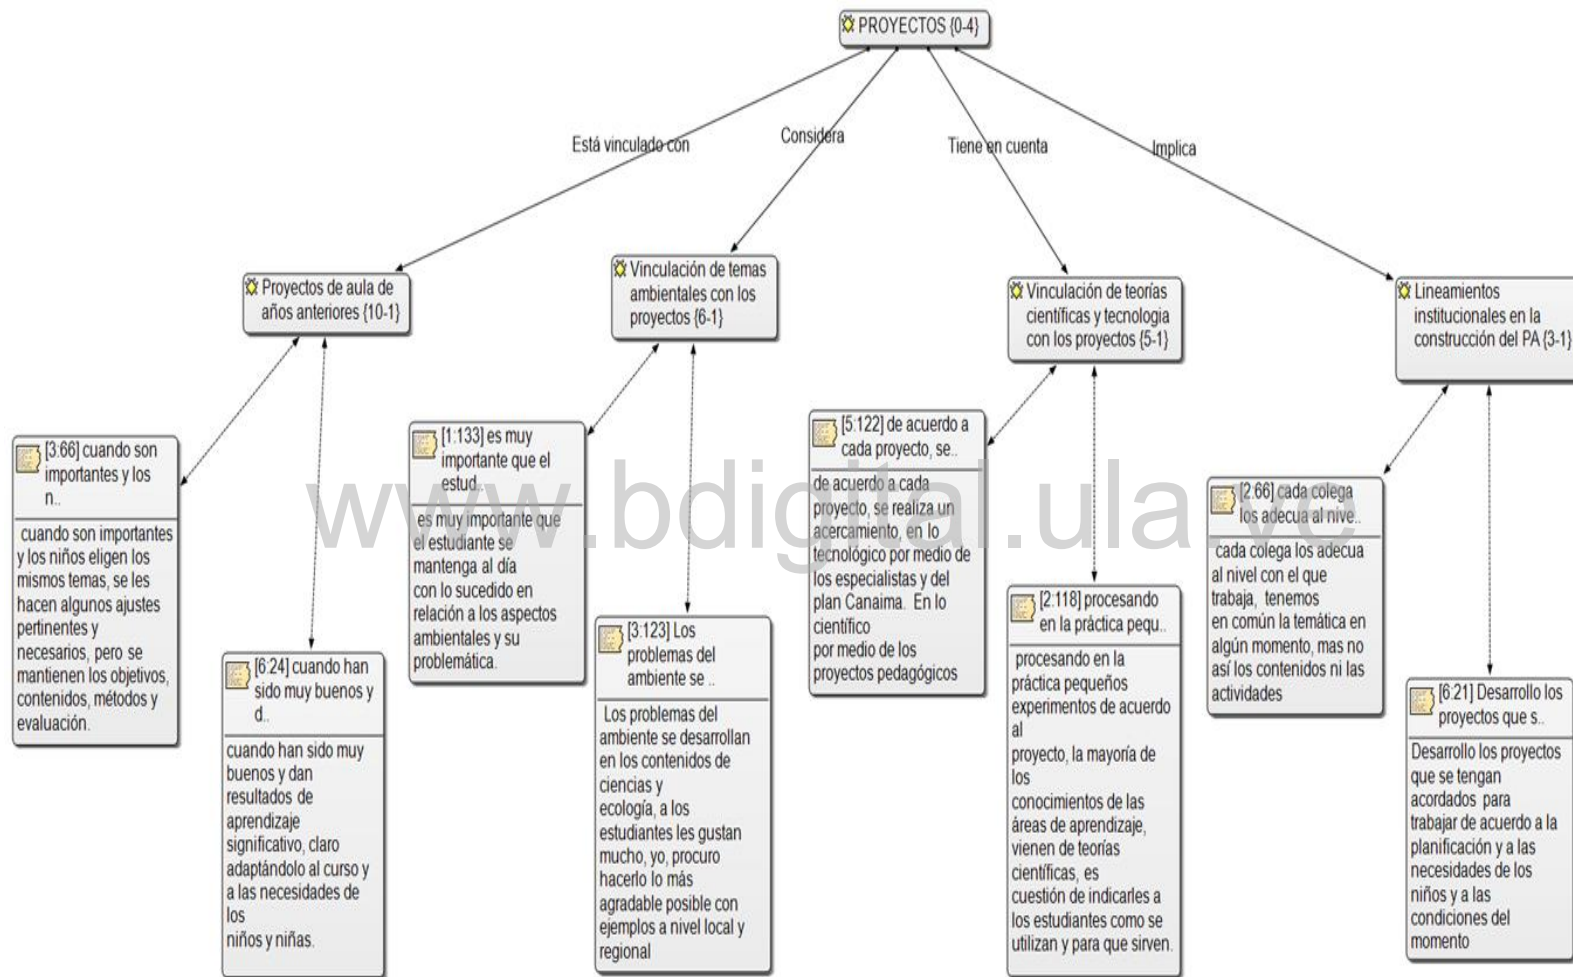 PROYECTOS {0-4}
Está vinculado con
Considera
Tiene en cuenta
Implica
Proyectos de aula de
años anteriores {10-1}
Vinculación de temas
ambientales con los
proyectos {6-1}
Vinculación de teorías
científicas y tecnologia
con los proyectos {5-1}
Lineamientos
institucionales en la
construcción del PA {3-1}
[3:66] cuando son
importantes y los
n..
cuando son importantes
y los niños eligen los
mismos temas, se les
hacen algunos ajustes
pertinentes y
necesarios, pero se
mantienen los objetivos,
contenidos, métodos y
evaluación.
[6:24] cuando han
sido muy buenos y
d..
cuando han sido muy
buenos y dan
resultados de
aprendizaje
significativo, claro
adaptándolo al curso y
a las necesidades de
los
niños y niñas.
[1:133] es muy
importante que el
estud..
es muy importante que
el estudiante se
mantenga al día
con lo sucedido en
relación a los aspectos
ambientales y su
problemática.
[3:123] Los
problemas del
ambiente se ..
Los problemas del
ambiente se desarrollan
en los contenidos de
ciencias y
ecología, a los
estudiantes les gustan
mucho, yo, procuro
hacerlo lo más
agradable posible con
ejemplos a nivel local y
regional
[5:122] de acuerdo a
cada proyecto, se..
de acuerdo a cada
proyecto, se realiza un
acercamiento, en lo
tecnológico por medio de
los especialistas y del
plan Canaima. En lo
científico
por medio de los
proyectos pedagógicos
[2:118] procesando
en la práctica pequ..
procesando en la
práctica pequeños
experimentos de acuerdo
al
proyecto, la mayoría de
los
conocimientos de las
áreas de aprendizaje,
vienen de teorías
científicas, es
cuestión de indicarles a
los estudiantes como se
utilizan y para que sirven.
[2:66] cada colega
los adecua al nive..
cada colega los adecua
al nivel con el que
trabaja, tenemos
en común la temática en
algún momento, mas no
así los contenidos ni las
actividades
[6:21] Desarrollo los
proyectos que s..
Desarrollo los proyectos
que se tengan
acordados para
trabajar de acuerdo a la
planificación y a las
necesidades de los
niños y a las
condiciones del
momento
www.bdigital.ula.ve